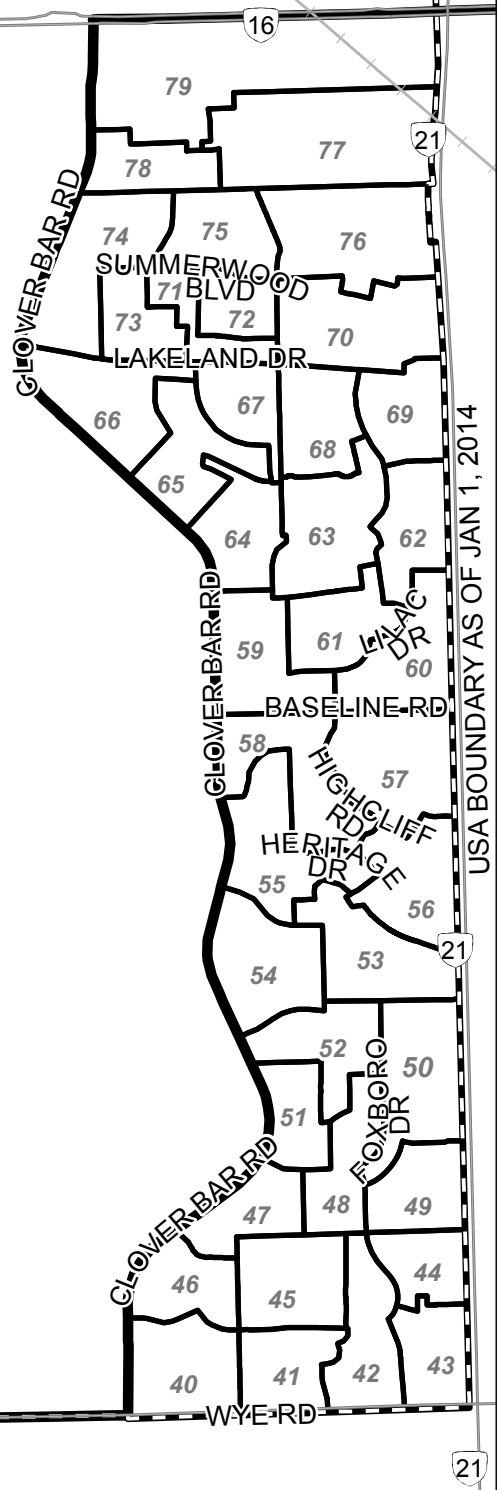 16
79
77
21
78
CLOVER BAR RD
74
75
76
SUMMERWOOD
BLVD
71
73
72
70
LAKELAND DR
66
67
69
68
65
64
63
62
USA BOUNDARY AS OF JAN 1, 2014
CLOVER BAR RD
59
61
LILAC
DR
60
BASELINE RD
58
57
HIGHCLIFF
RD
HERITAGE
DR
55
56
21
54
53
52
50
FOXBORO
DR
51
CLOVER BAR RD
47
48
49
46
45
44
40
41
42
43
WYE RD
21